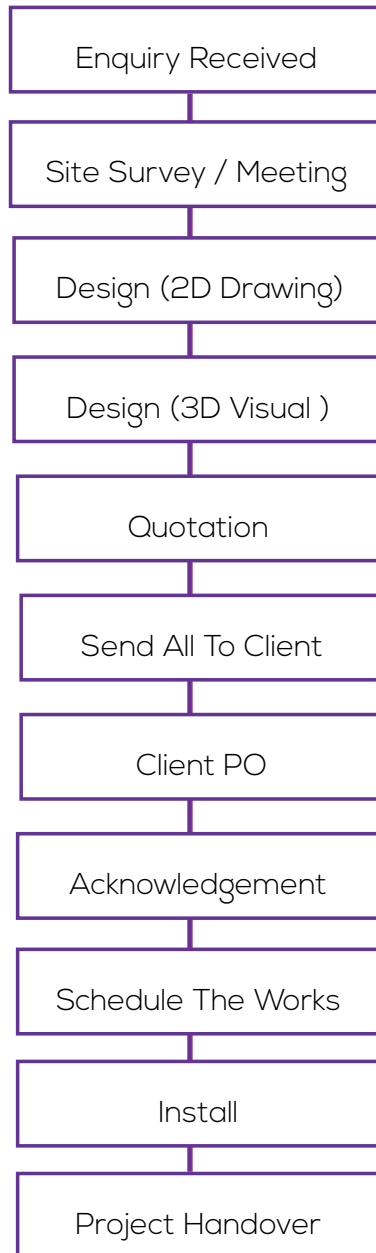 Enquiry Received
Site Survey / Meeting
Design (2D Drawing)
Design (3D Visual )
Quotation
Send All To Client
Client PO
Acknowledgement
Schedule The Works
Install
Project Handover